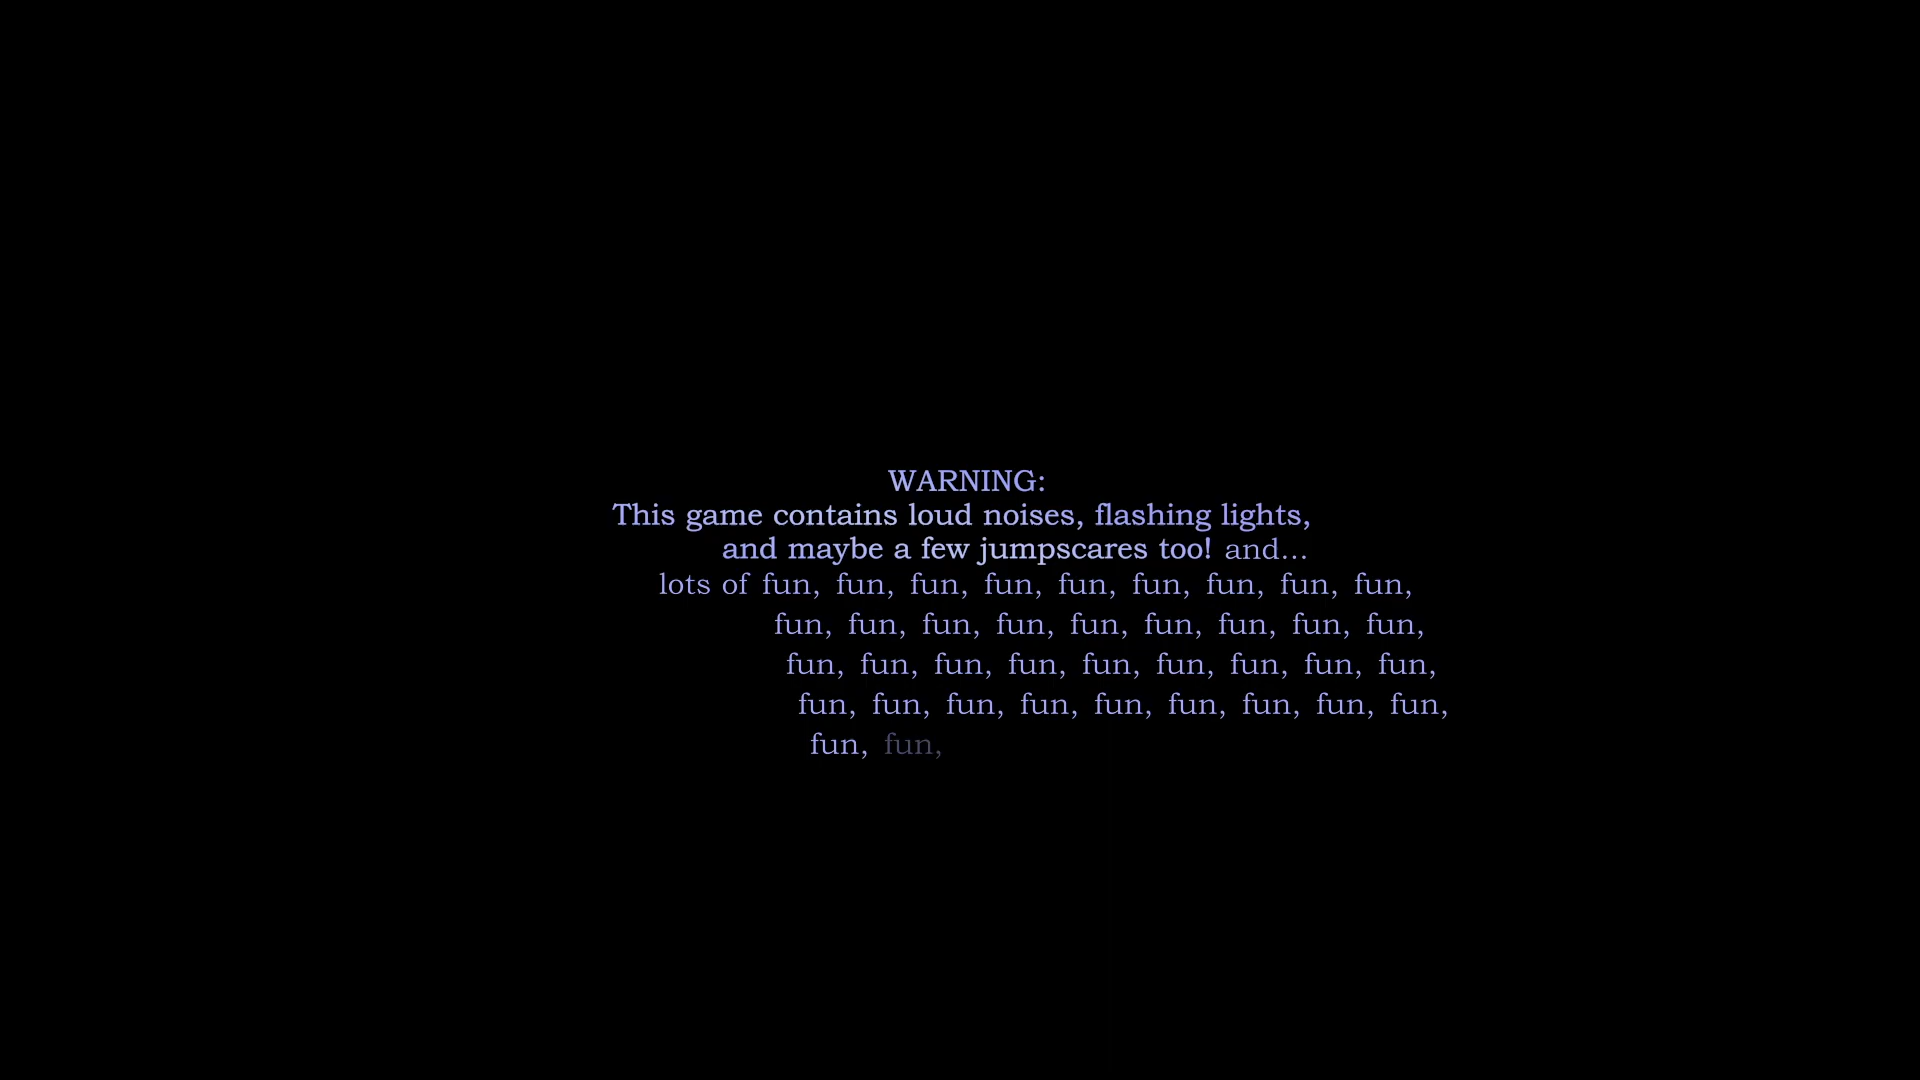 WARNING:
This game contains loud noises, flashing lights,
and maybe a few jumpscares too! and...
lots of fun, fun, fun, fun, fun, fun, fun, fun, fun,
fun, fun, fun, fun, fun, fun, fun, fun, fun,
fun, fun, fun, fun, fun, fun, fun, fun, fun,
fun, fun, fun, fun, fun, fun, fun, fun, fun,
fun, fun,